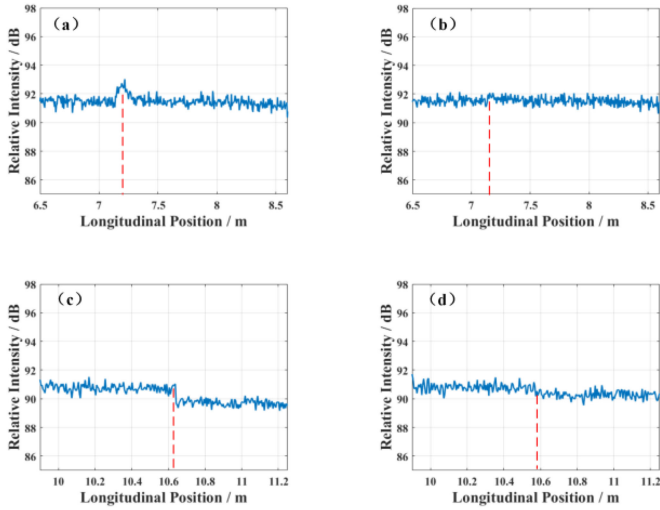 (a)
Relative Intensity / dB
98
96
94
92
90
88
86
6.5 7 7.5 8 8.5
Longitudinal Position / m
(b)
Relative Intensity / dB
98
96
94
92
90
88
86
6.5 7 7.5 8 8.5
Longitudinal Position / m
(c)
Relative Intensity / dB
98
96
94
92
90
88
86
10 10.2 10.4 10.6 10.8 11 11.2
Longitudinal Position / m
(d)
Relative Intensity / dB
98
96
94
92
90
88
86
10 10.2 10.4 10.6 10.8 11 11.2
Longitudinal Position / m